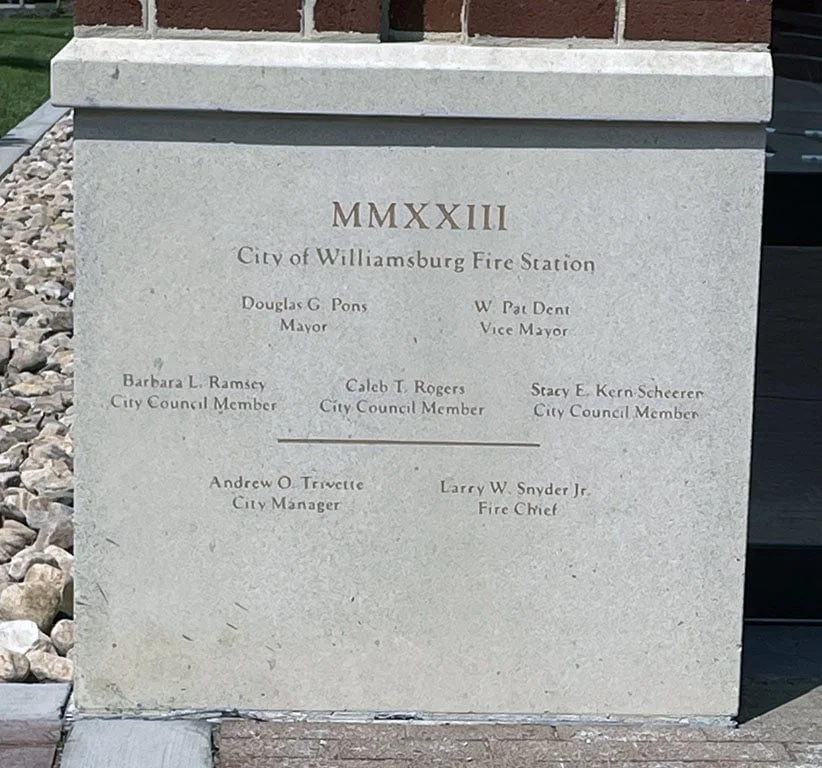 MMXXIII
City of Williamsburg Fire Station
Douglas G. Pons W. Pat Dent
Mayor Vice Mayor
Barbara L. Ramsey Caleb T. Rogers Stacy E. Kern-Scheerer
City Council Member City Council Member City Council Member
Andrew O. Trivette Larry W. Snyder Jr.
City Manager Fire Chief